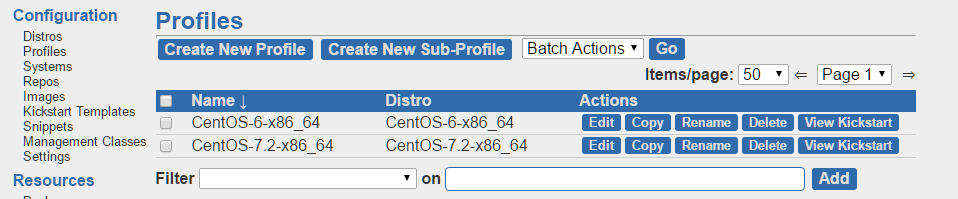 Configuration
Distros
Profiles
Systems
Repos
Images
Kickstart Templates
Snippets
Management Classes
Settings
Resources
Profiles
Create New Profile Create New Sub-Profile Batch Actions Go
Items/page: 50 ⇐ Page 1 ⇒
Name ↓ Distro Actions
CentOS-6-x86_64 CentOS-6-x86_64 Edit Copy Rename Delete View Kickstart
CentOS-7.2-x86_64 CentOS-7.2-x86_64 Edit Copy Rename Delete View Kickstart
Filter on Add